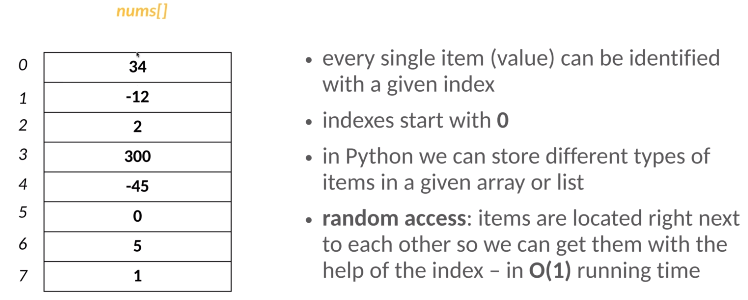 nums[]
0 34
1 -12
2 2
3 300
4 -45
5 0
6 5
7 1
• every single item (value) can be identified
with a given index
• indexes start with 0
• in Python we can store different types of
items in a given array or list
• random access: items are located right next
to each other so we can get them with the
help of the index – in O(1) running time